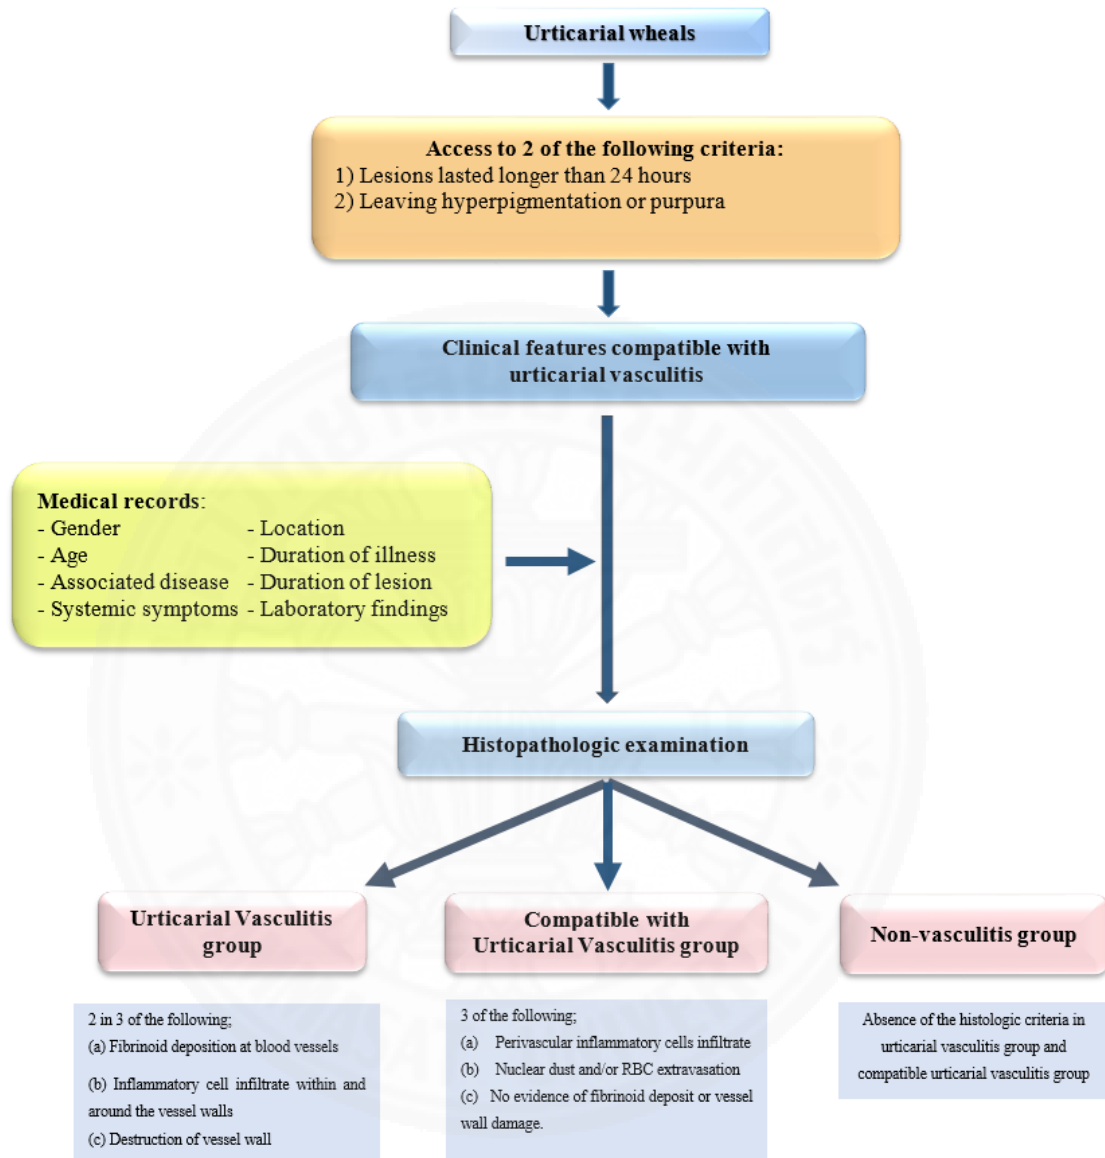 Urticarial wheals
Access to 2 of the following criteria:
1) Lesions lasted longer than 24 hours
2) Leaving hyperpigmentation or purpura
Clinical features compatible with
urticarial vasculitis
Medical records:
- Gender
- Age
- Associated disease
- Systemic symptoms
- Location
- Duration of illness
- Duration of lesion
- Laboratory findings
Histopathologic examination
Urticarial Vasculitis
group
2 in 3 of the following;
(a) Fibrinoid deposition at blood vessels
(b) Inflammatory cell infiltrate within and
around the vessel walls
(c) Destruction of vessel wall
Compatible with
Urticarial Vasculitis group
3 of the following;
(a) Perivascular inflammatory cells infiltrate
(b) Nuclear dust and/or RBC extravasation
(c) No evidence of fibrinoid deposit or vessel
wall damage.
Non-vasculitis group
Absence of the histologic criteria in
urticarial vasculitis group and
compatible urticarial vasculitis group